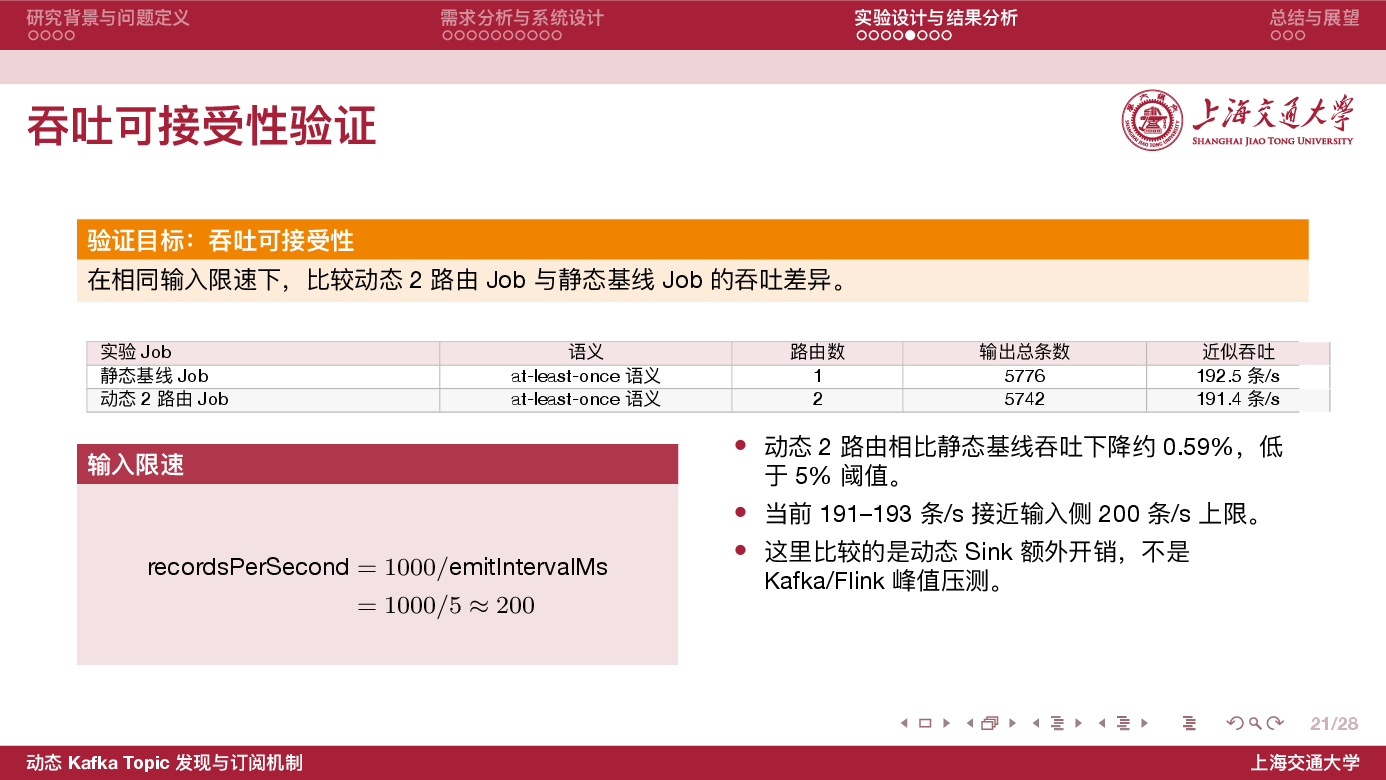 研究背景与问题定义
需求分析与系统设计
实验设计与结果分析
总结与展望
吞吐可接受性验证
上海交通大学
SHANGHAI JIAO TONG UNIVERSITY
验证目标：吞吐可接受性
在相同输入限速下，比较动态 2 路由 Job 与静态基线 Job 的吞吐差异。
实验 Job 语义 路由数 输出总条数 近似吞吐
静态基线 Job at-least-once 语义 1 5776 192.5 条/s
动态 2 路由 Job at-least-once 语义 2 5742 191.4 条/s
输入限速
recordsPerSecond = 1000/emitIntervalMs
= 1000/5 ≈ 200
• 动态 2 路由相比静态基线吞吐下降约 0.59%，低
于 5% 阈值。
• 当前 191–193 条/s 接近输入侧 200 条/s 上限。
• 这里比较的是动态 Sink 额外开销，不是
Kafka/Flink 峰值压测。
21/28
动态 Kafka Topic 发现与订阅机制
上海交通大学